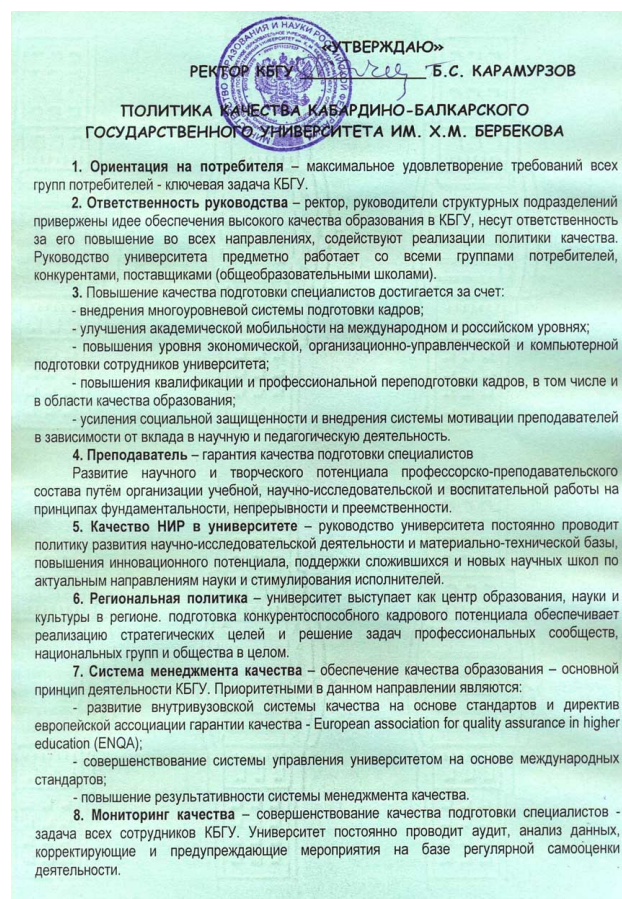 «УТВЕРЖДАЮ»
РЕКТОР КБГУ Б.С. КАРАМУРЗОВ
ПОЛИТИКА КАЧЕСТВА КАБАРДИНО-БАЛКАРСКОГО
ГОСУДАРСТВЕННОГО УНИВЕРСИТЕТА ИМ. Х.М. БЕРБЕКОВА
1. Ориентация на потребителя – максимальное удовлетворение требований всех
групп потребителей - ключевая задача КБГУ.
2. Ответственность руководства – ректор, руководители структурных подразделений
привержены идее обеспечения высокого качества образования в КБГУ, несут ответственность
за его повышение во всех направлениях, содействуют реализации политики качества.
Руководство университета предметно работает со всеми группами потребителей,
конкурентами, поставщиками (общеобразовательными школами).
3. Повышение качества подготовки специалистов достигается за счет:
- внедрения многоуровневой системы подготовки кадров;
- улучшения академической мобильности на международном и российском уровнях;
- повышения уровня экономической, организационно-управленческой и компьютерной
подготовки сотрудников университета;
- повышения квалификации и профессиональной переподготовки кадров, в том числе и
в области качества образования;
- усиления социальной защищенности и внедрения системы мотивации преподавателей
в зависимости от вклада в научную и педагогическую деятельность.
4. Преподаватель – гарантия качества подготовки специалистов
Развитие научного и творческого потенциала профессорско-преподавательского
состава путём организации учебной, научно-исследовательской и воспитательной работы на
принципах фундаментальности, непрерывности и преемственности.
5. Качество НИР в университете – руководство университета постоянно проводит
политику развития научно-исследовательской деятельности и материально-технической базы,
повышения инновационного потенциала, поддержки сложившихся и новых научных школ по
актуальным направлениям науки и стимулирования исполнителей.
6. Региональная политика – университет выступает как центр образования, науки и
культуры в регионе. подготовка конкурентоспособного кадрового потенциала обеспечивает
реализацию стратегических целей и решение задач профессиональных сообществ,
национальных групп и общества в целом.
7. Система менеджмента качества – обеспечение качества образования – основной
принцип деятельности КБГУ. Приоритетными в данном направлении являются:
- развитие внутривузовской системы качества на основе стандартов и директив
европейской ассоциации гарантии качества - European association for quality assurance in higher
education (ENQA);
- совершенствование системы управления университетом на основе международных
стандартов;
- повышение результативности системы менеджмента качества.
8. Мониторинг качества – совершенствование качества подготовки специалистов -
задача всех сотрудников КБГУ. Университет постоянно проводит аудит, анализ данных,
корректирующие и предупреждающие мероприятия на базе регулярной самооценки
деятельности.